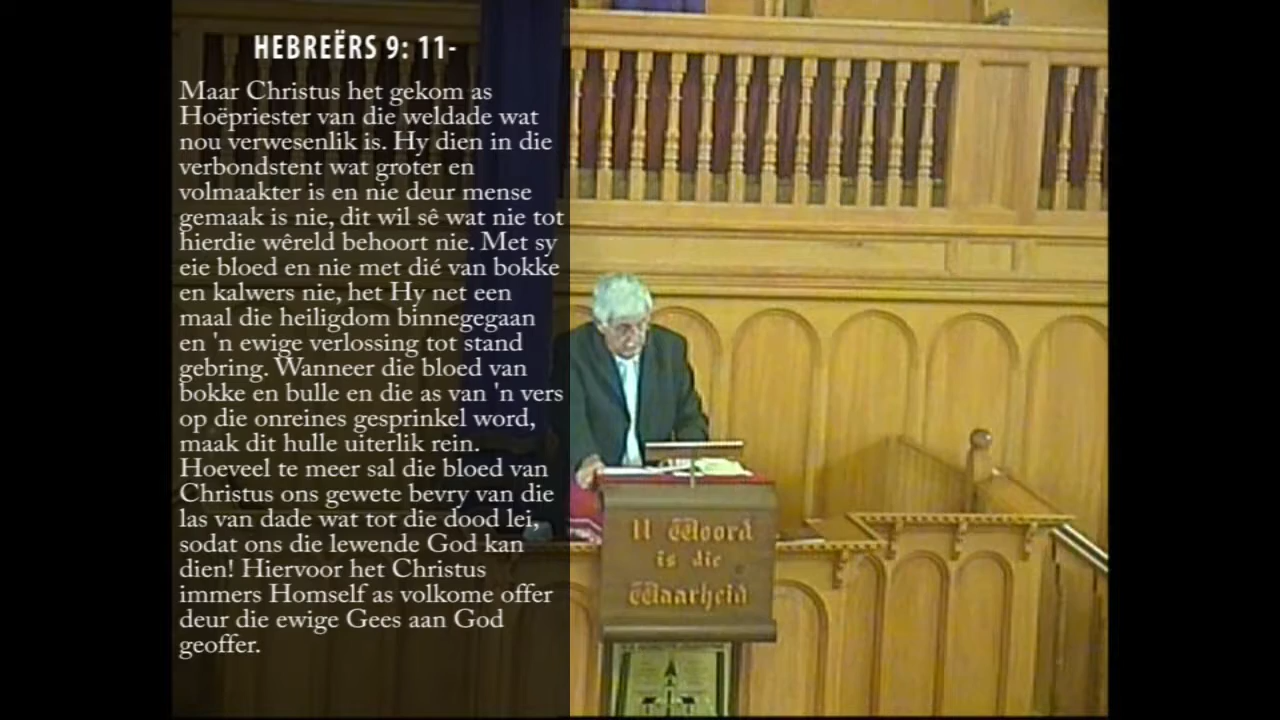 HEBREËRS 9: 11-
Maar Christus het gekom as
Hoëpriester van die weldade wat
nou verwesenlik is. Hy dien in die
verbondstent wat groter en
volmaakter is en nie deur mense
gemaak is nie, dit wil sê wat nie tot
hierdie wêreld behoort nie. Met sy
eie bloed en nie met dié van bokke
en kalwers nie, het Hy net een
maal die heiligdom binnegegaan
en 'n ewige verlossing tot stand
gebring. Wanneer die bloed van
bokke en bulle en die as van 'n vers
op die onreines gesprinkel word,
maak dit hulle uiterlik rein.
Hoeveel te meer sal die bloed van
Christus ons gewete bevry van die
las van dade wat tot die dood lei,
sodat ons die lewende God kan
dien! Hiervoor het Christus
immers Homself as volkome offer
deur die ewige Gees aan God
geoffer.
U Woord
is die
Waarheid